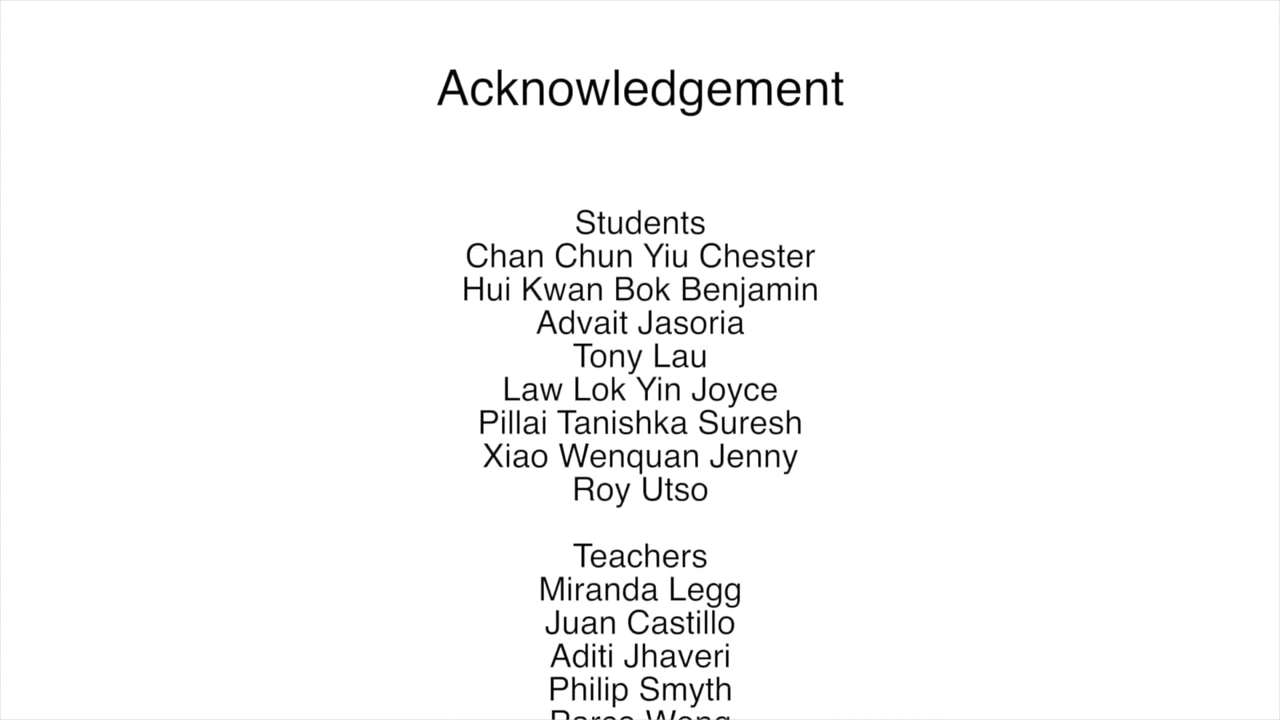 Acknowledgement
Students
Chan Chun Yiu Chester
Hui Kwan Bok Benjamin
Advait Jasoria
Tony Lau
Law Lok Yin Joyce
Pillai Tanishka Suresh
Xiao Wenquan Jenny
Roy Utso
Teachers
Miranda Legg
Juan Castillo
Aditi Jhaveri
Philip Smyth